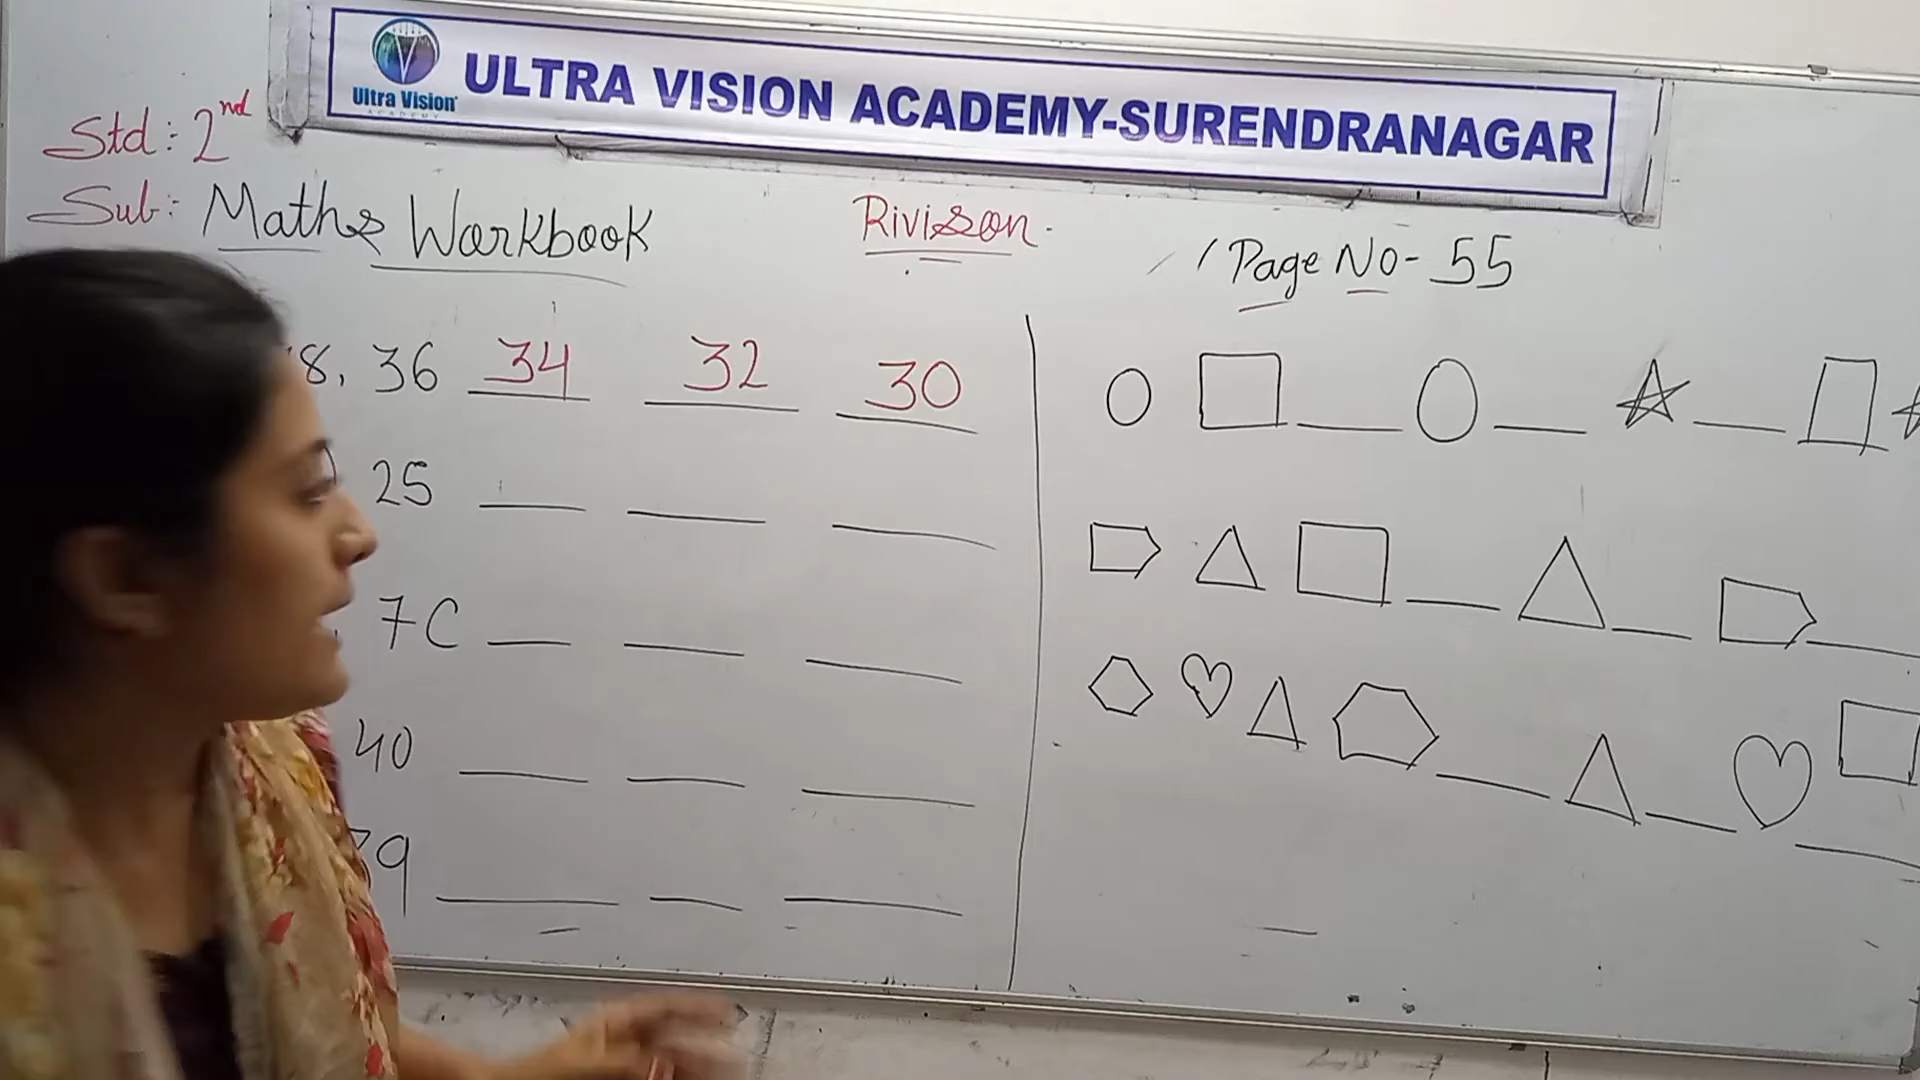 ULTRA VISION ACADEMY-SURENDRANAGAR
Ultra Vision
ACADEMY
Std: 2nd
Sub: Maths Workbook
Rivison.
Page No- 55
8, 36 34 32 30
25
40
9